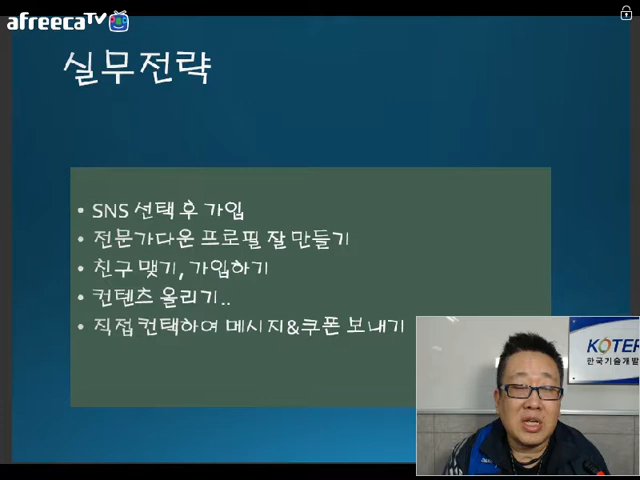 afreecaTV
실무전략
• SNS 선택 후 가입
• 전문가다운 프로필 잘 만들기
• 친구 맺기, 가입하기
• 컨텐츠 올리기..
• 직접 컨택하여 메시지&쿠폰 보내기
KOTER
한국기술개발